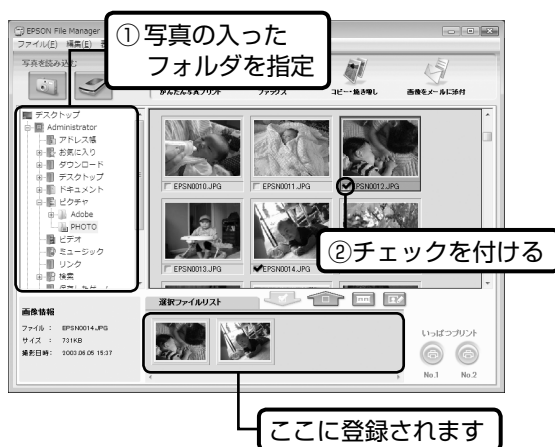 EPSON File Manager
ファイル(F) 編集(E)
① 写真の入った
フォルダを指定
写真を読み込む
かんたん写真プリント
ファックス
コピー・焼き増し
画像をメールに添付
デスクトップ
Administrator
アドレス帳
お気に入り
ダウンロード
デスクトップ
ドキュメント
ピクチャ
Adobe
PHOTO
ビデオ
ミュージック
リンク
検索
EPSN0010.JPG
EPSN0011.JPG
EPSN0012.JPG
②チェックを付ける
EPSN0013.JPG
EPSN0014.JPG
画像情報
ファイル : EPSN0014.JPG
サイズ : 731KB
撮影日時: 2003.06.05 15:37
選択ファイルリスト
いっぱつプリント
No.1 No.2
ここに登録されます